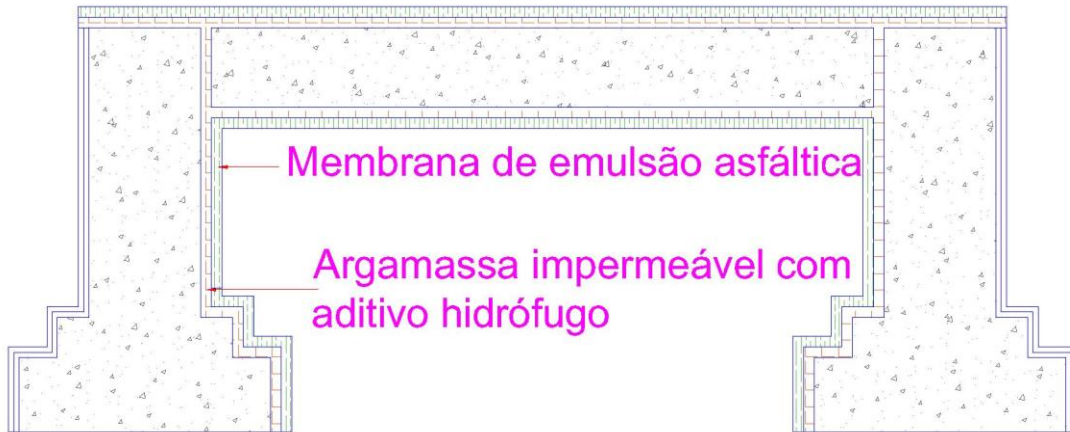 Membrana de emulsão asfáltica
Argamassa impermeável com
aditivo hidrófugo